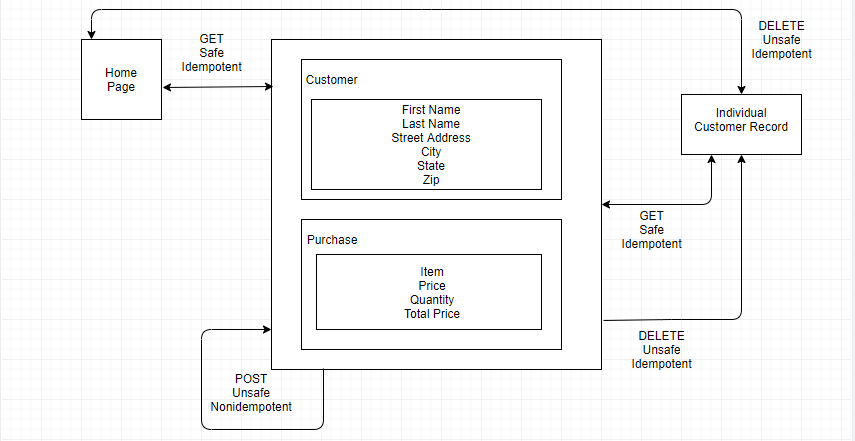 Home
Page
GET
Safe
Idempotent
Customer
First Name
Last Name
Street Address
City
State
Zip
Purchase
Item
Price
Quantity
Total Price
POST
Unsafe
Nonidempotent
DELETE
Unsafe
Idempotent
Individual
Customer Record
GET
Safe
Idempotent
DELETE
Unsafe
Idempotent